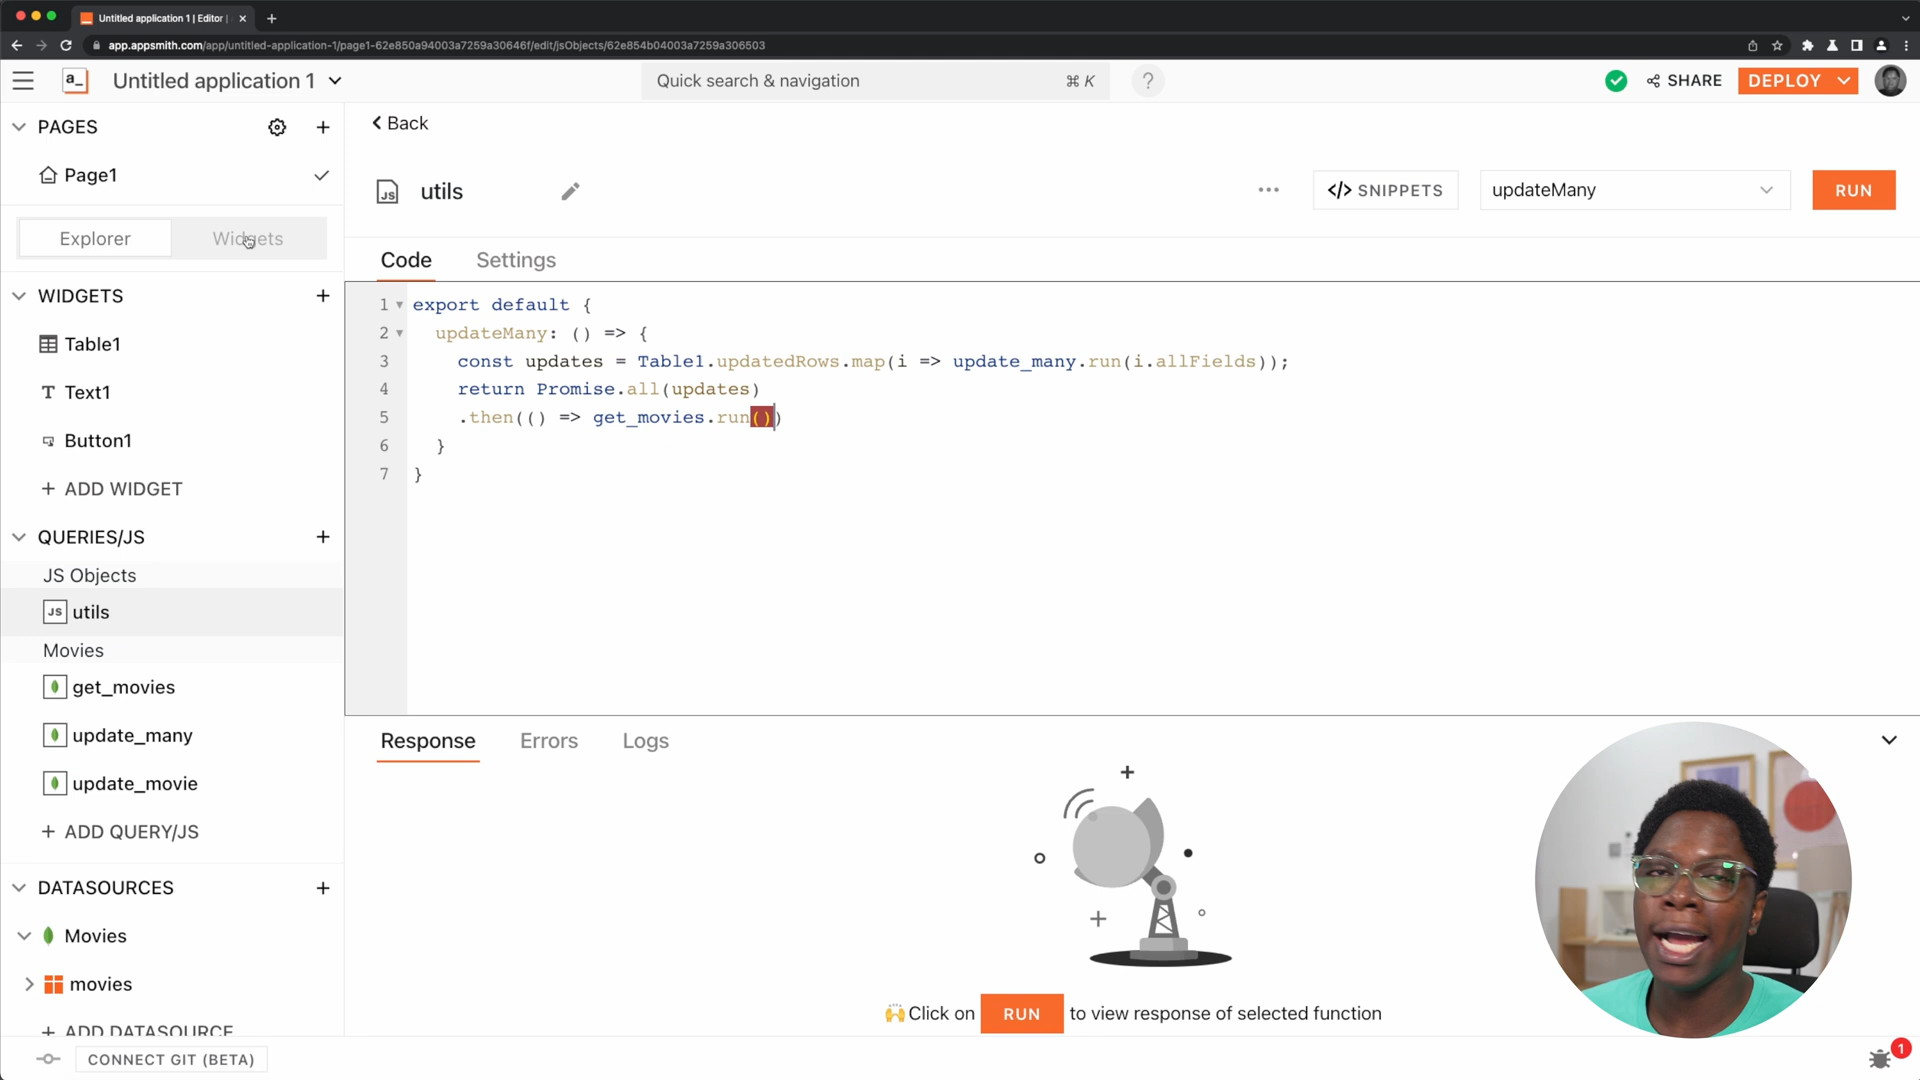 Untitled application 1 | Editor |
app.appsmith.com/app/untitled-application-1/page1-62e850a94003a7259a30646f/edit/jsObjects/62e854b04003a7259a306503
a_ Untitled application 1
Quick search & navigation ⌘ K ?
SHARE DEPLOY
PAGES
Page1
Explorer Widgets
WIDGETS
Table1
Text1
Button1
+ ADD WIDGET
QUERIES/JS
JS Objects
JS utils
Movies
get_movies
update_many
update_movie
+ ADD QUERY/JS
DATASOURCES
Movies
movies
+ ADD DATASOURCE
CONNECT GIT (BETA)
Back
JS utils
</> SNIPPETS updateMany RUN
Code Settings
1 export default {
2 updateMany: () => {
3 const updates = Table1.updatedRows.map(i => update_many.run(i.allFields));
4 return Promise.all(updates)
5 .then(() => get_movies.run())
6 }
7 }
Response Errors Logs
🙌 Click on RUN to view response of selected function
1